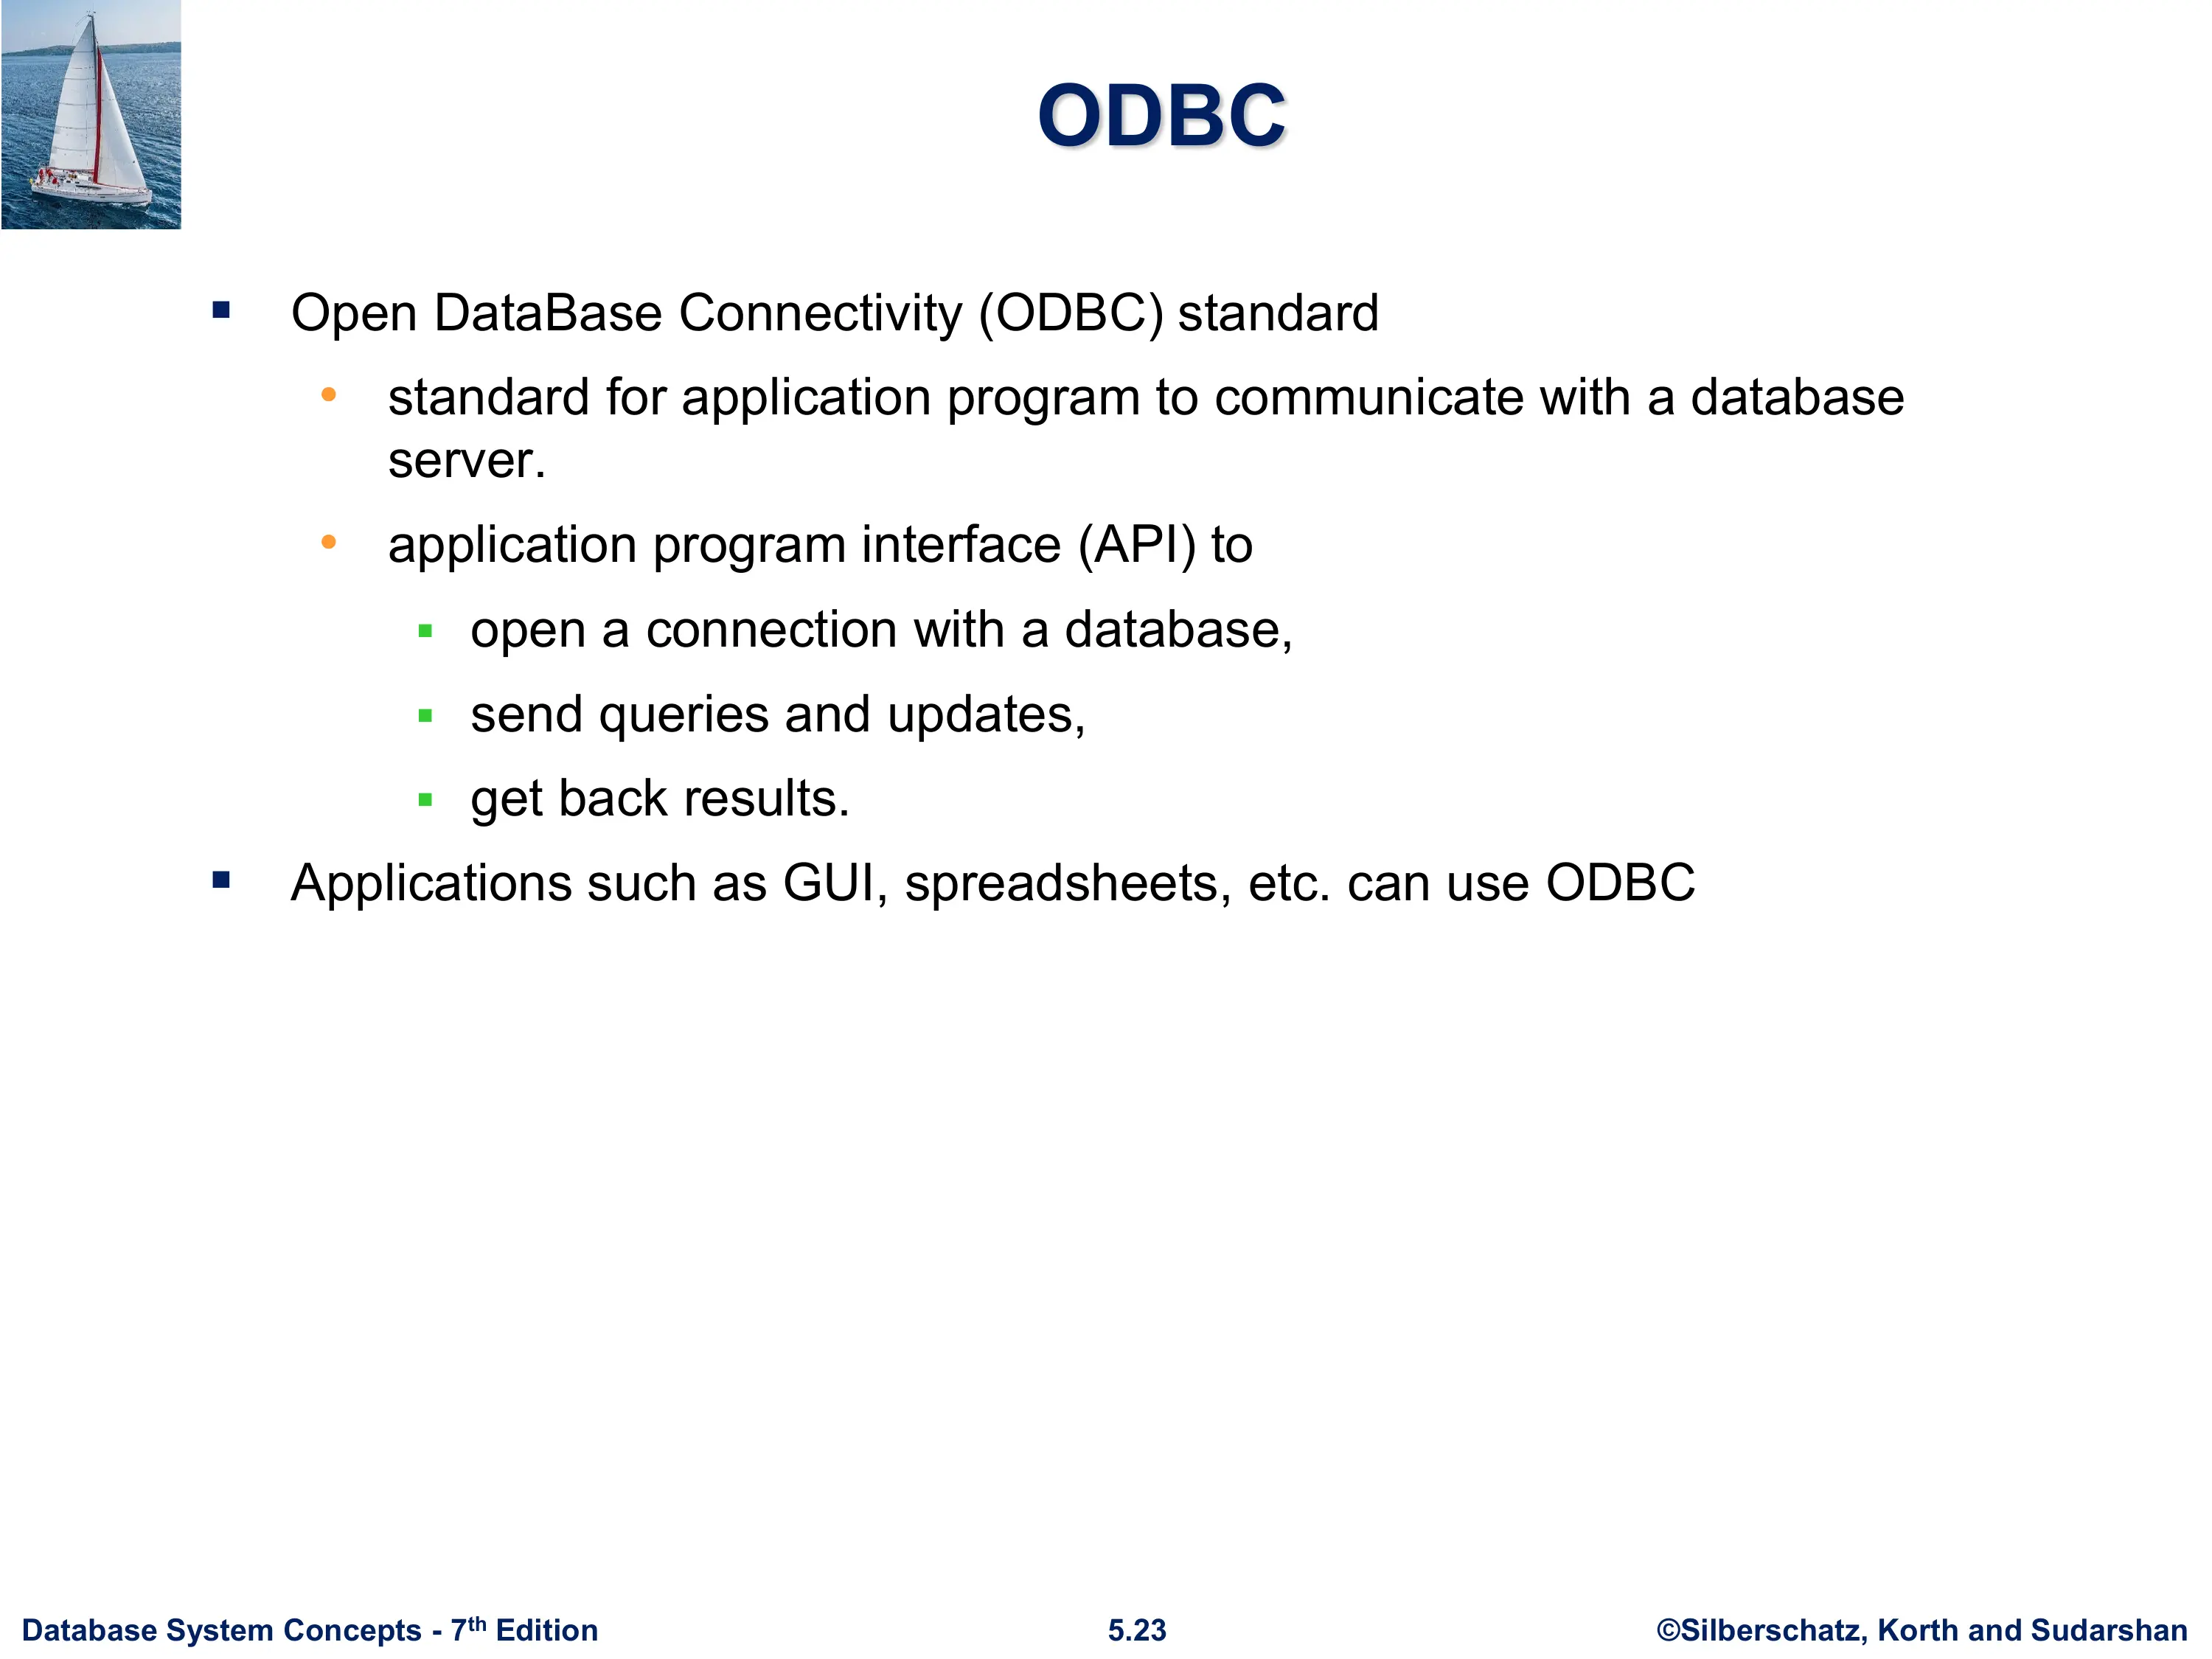 ODBC
Open DataBase Connectivity (ODBC) standard
standard for application program to communicate with a database
server.
application program interface (API) to
open a connection with a database,
send queries and updates,
get back results.
Applications such as GUI, spreadsheets, etc. can use ODBC
Database System Concepts - 7th Edition
5.23
©Silberschatz, Korth and Sudarshan